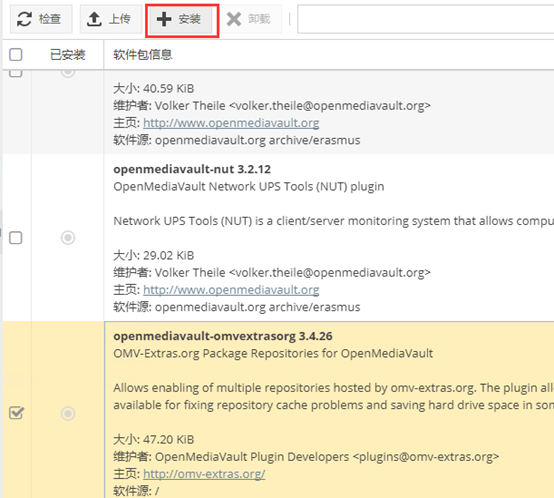 检查 上传 安装 卸载
已安装 软件包信息
大小: 40.59 KiB
维护者: Volker Theile <volker.theile@openmediavault.org>
主页: http://www.openmediavault.org
软件源: openmediavault.org archive/erasmus
openmediavault-nut 3.2.12
OpenMediaVault Network UPS Tools (NUT) plugin
Network UPS Tools (NUT) is a client/server monitoring system that allows compu
大小: 29.02 KiB
维护者: Volker Theile <volker.theile@openmediavault.org>
主页: http://www.openmediavault.org
软件源: openmediavault.org archive/erasmus
openmediavault-omvextrasorg 3.4.26
OMV-Extras.org Package Repositories for OpenMediaVault
Allows enabling of multiple repositories hosted by omv-extras.org. The plugin all
available for fixing repository cache problems and saving hard drive space in som
大小: 47.20 KiB
维护者: OpenMediaVault Plugin Developers <plugins@omv-extras.org>
主页: http://omv-extras.org/
软件源: /